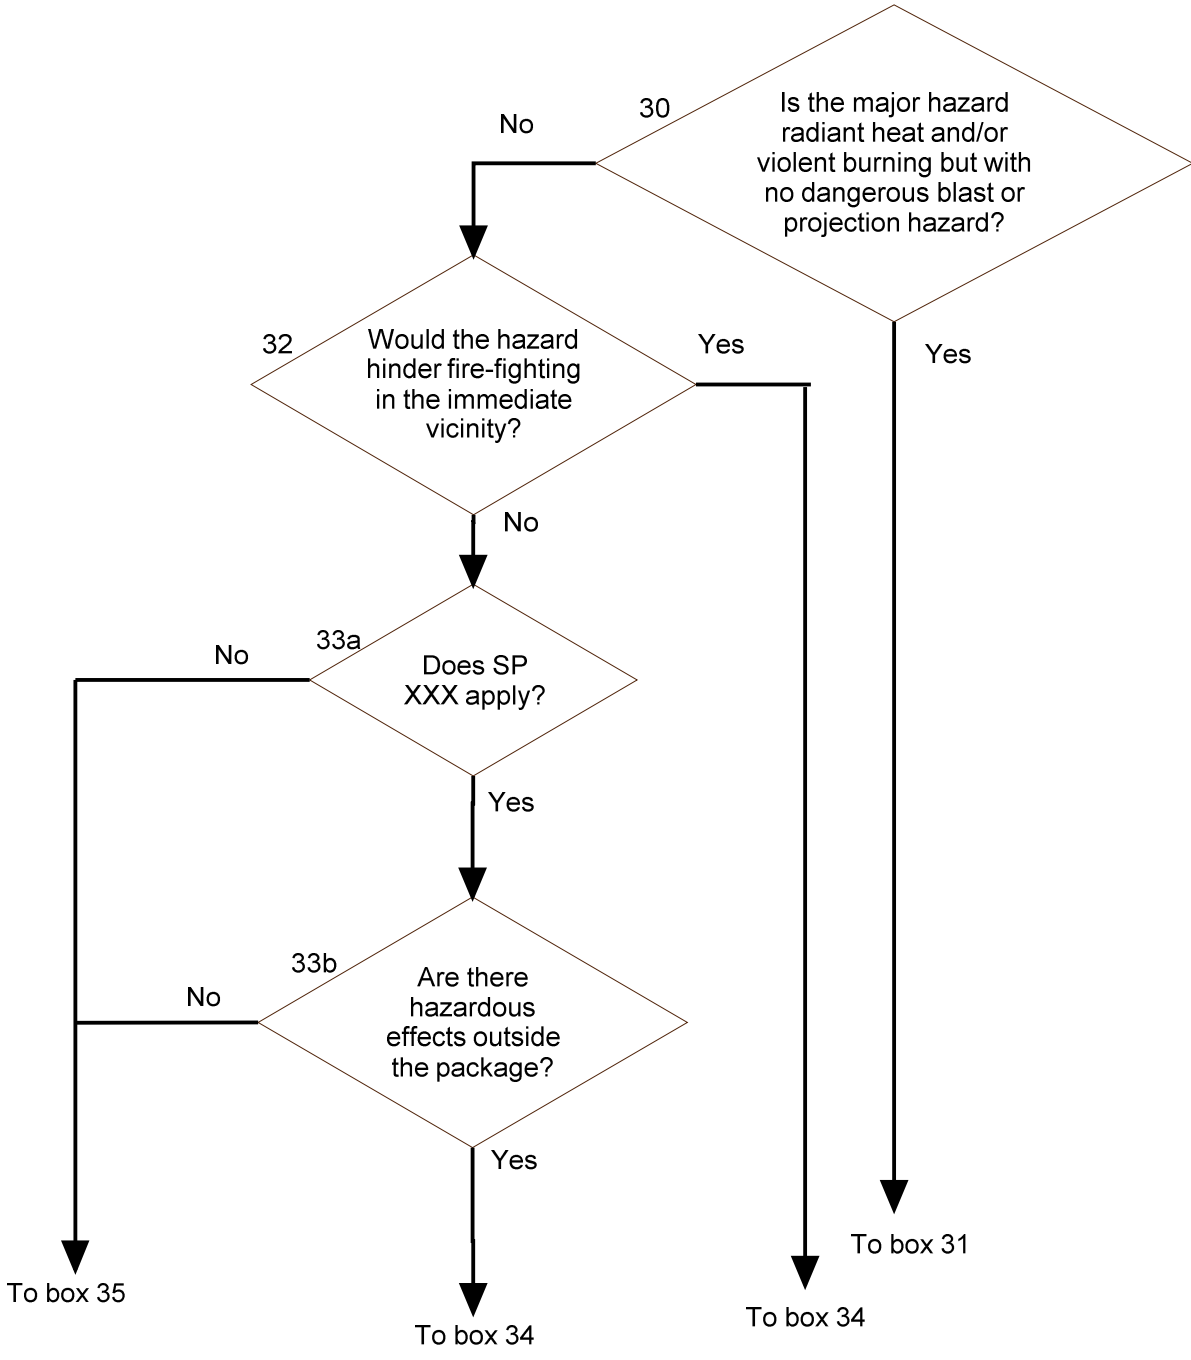 30
Is the major hazard
radiant heat and/or
violent burning but with
no dangerous blast or
projection hazard?
No
Yes
32
Would the hazard
hinder fire-fighting
in the immediate
vicinity?
Yes
No
33a
Does SP
XXX apply?
No
Yes
33b
Are there
hazardous
effects outside
the package?
No
Yes
To box 35
To box 34
To box 34
To box 31